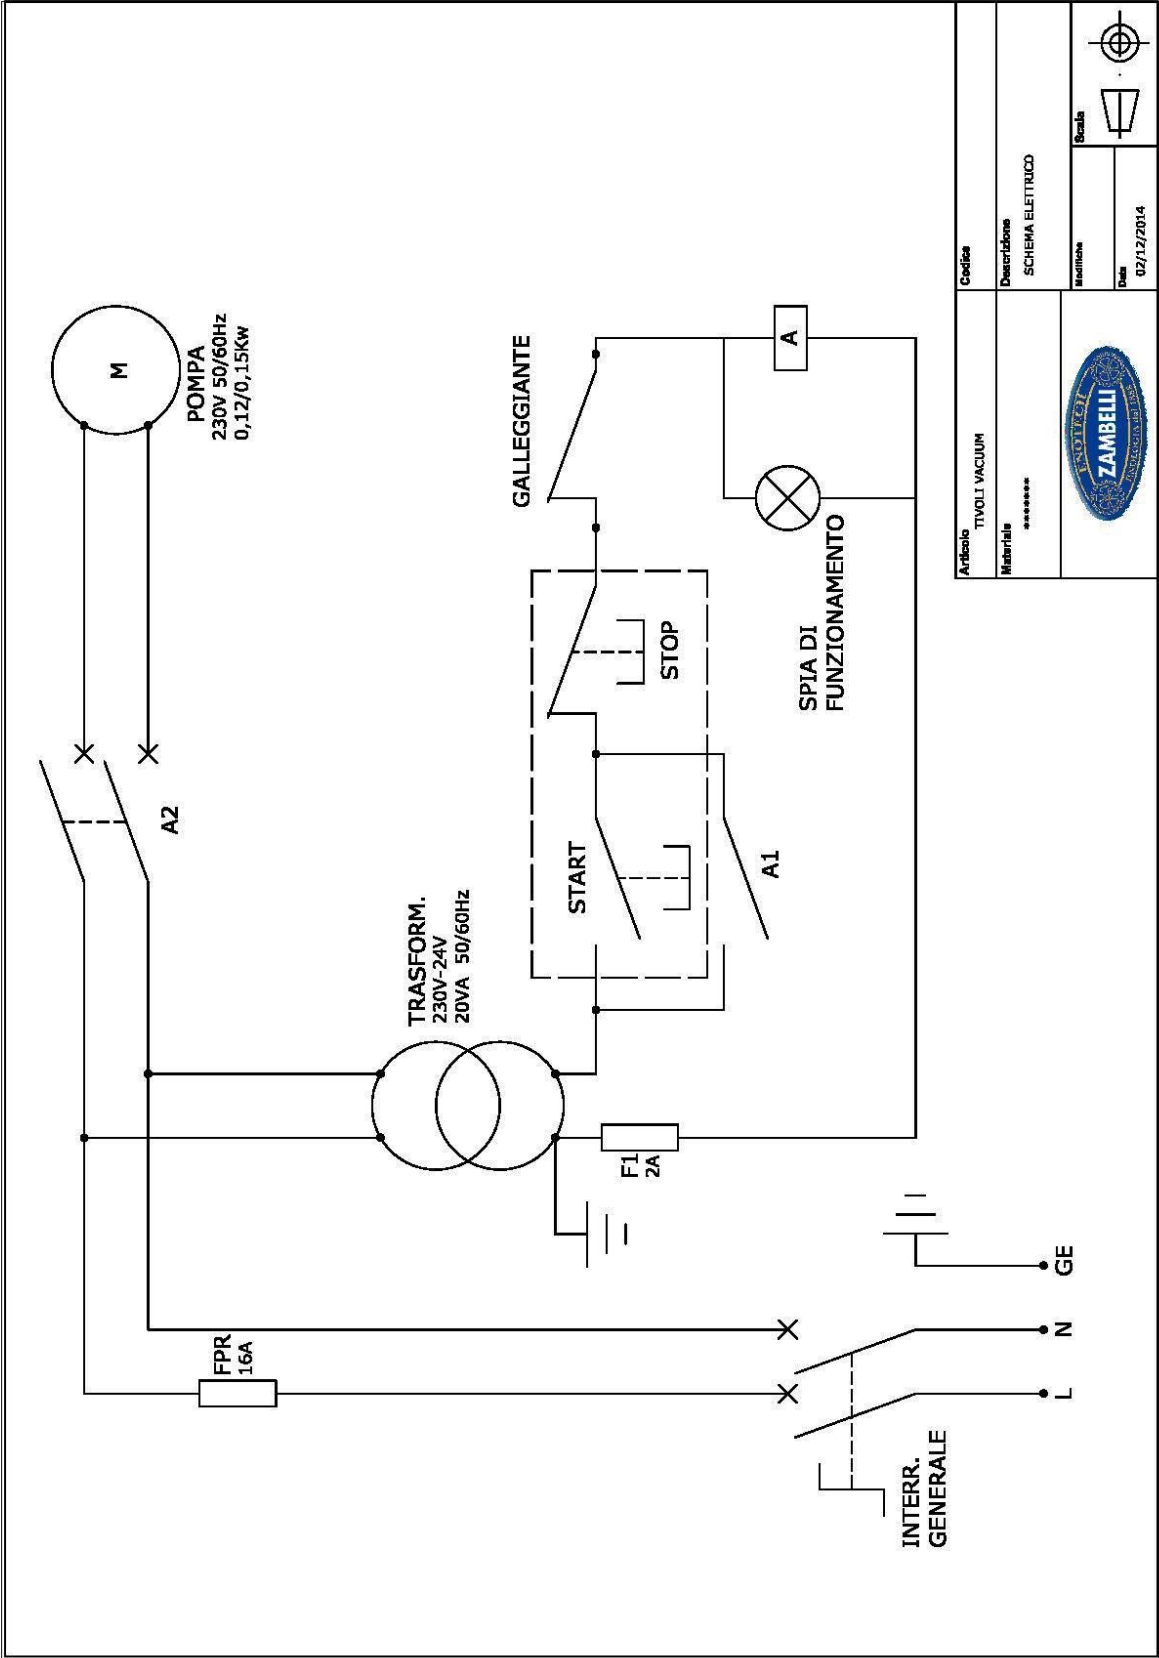 M
POMPA
230V 50/60Hz
0,12/0,15Kw
A2
TRASFORM.
230V-24V
20VA 50/60Hz
GALLEGGIANTE
START
STOP
A1
A
SPIA DI
FUNZIONAMENTO
F1
2A
FPR
16A
INTERR.
GENERALE
L
N
GE
Articolo
TIVOLI VACUUM
Codice
Materiale
********
Descrizione
SCHEMA ELETTRICO
ENOTECH
ZAMBELLI
Modifiche
Scala
Data
02/12/2014